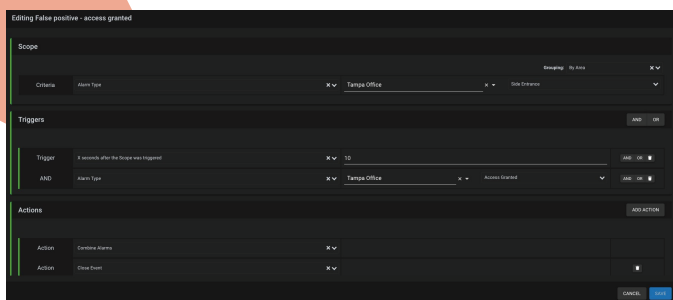 Editing False positive - access granted
Scope
Grouping: By Area
Criteria Alarm Type Tampa Office Side Entrance
Triggers AND OR
Trigger X seconds after the Scope was triggered 10 AND OR
AND Alarm Type Tampa Office Access Granted AND OR
Actions ADD ACTION
Action Combine Alarms
Action Close Event
CANCEL SAVE